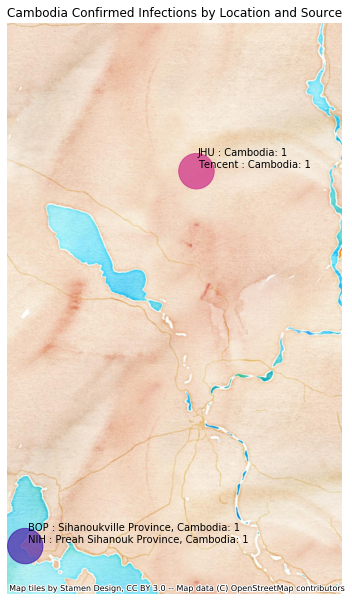 Cambodia Confirmed Infections by Location and Source
JHU : Cambodia: 1
Tencent : Cambodia: 1
BOP : Sihanoukville Province, Cambodia: 1
NIH : Preah Sihanouk Province, Cambodia: 1
Map tiles by Stamen Design, CC BY 3.0 -- Map data (C) OpenStreetMap contributors